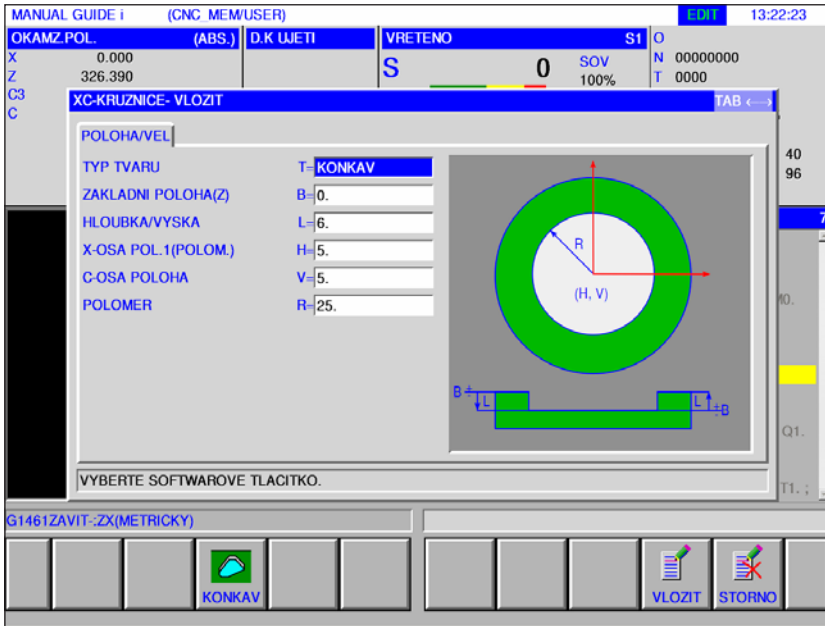 MANUAL GUIDE i (CNC_MEM/USER) EDIT 13:22:23
OKAMZ.POL. (ABS.) D.K UJETI VRETENO S1 O
X 0.000 N 00000000
Z 326.390 S 0 SOV T 0000
100%
C3
C
XC-KRUZNICE- VLOZIT TAB ←→
POLOHA/VEL
TYP TVARU T= KONKAV
ZAKLADNI POLOHA(Z) B= 0.
HLOUBKA/VYSKA L= 6.
X-OSA POL.1(POLOM.) H= 5.
C-OSA POLOHA V= 5.
POLOMER R= 25.
R
(H, V)
B L L B
40
96
7
M0.
Q1.
T1. ;
VYBERTE SOFTWAROVE TLACITKO.
G1461ZAVIT-:ZX(METRICKY)
KONKAV VLOZIT STORNO